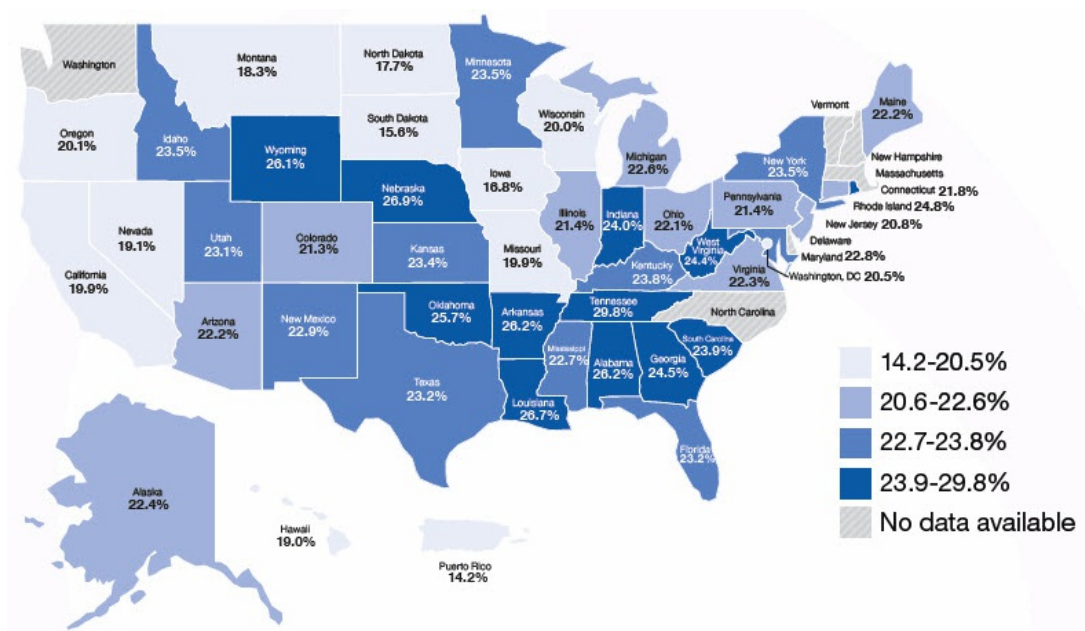 Washington
Montana
18.3%
North Dakota
17.7%
Minnesota
23.5%
Oregon
20.1%
Idaho
23.5%
Wyoming
26.1%
South Dakota
15.6%
Wisconsin
20.0%
Michigan
22.6%
Vermont
Maine
22.2%
New York
23.5%
New Hampshire
Massachusetts
Connecticut 21.8%
Rhode Island 24.8%
New Jersey 20.8%
Delaware
Maryland 22.8%
Washington, DC 20.5%
Nebraska
26.9%
Iowa
16.8%
Illinois
21.4%
Indiana
24.0%
Ohio
22.1%
Pennsylvania
21.4%
Nevada
19.1%
Utah
23.1%
Colorado
21.3%
Kansas
23.4%
Missouri
19.9%
Kentucky
23.8%
West
Virginia
24.4%
Virginia
22.3%
California
19.9%
Arizona
22.2%
New Mexico
22.9%
Oklahoma
25.7%
Arkansas
26.2%
Tennessee
29.8%
North Carolina
South Carolina
23.9%
Mississippi
22.7%
Alabama
26.2%
Georgia
24.5%
Texas
23.2%
Louisiana
26.7%
Florida
23.2%
Alaska
22.4%
Hawaii
19.0%
Puerto Rico
14.2%
14.2-20.5%
20.6-22.6%
22.7-23.8%
23.9-29.8%
No data available